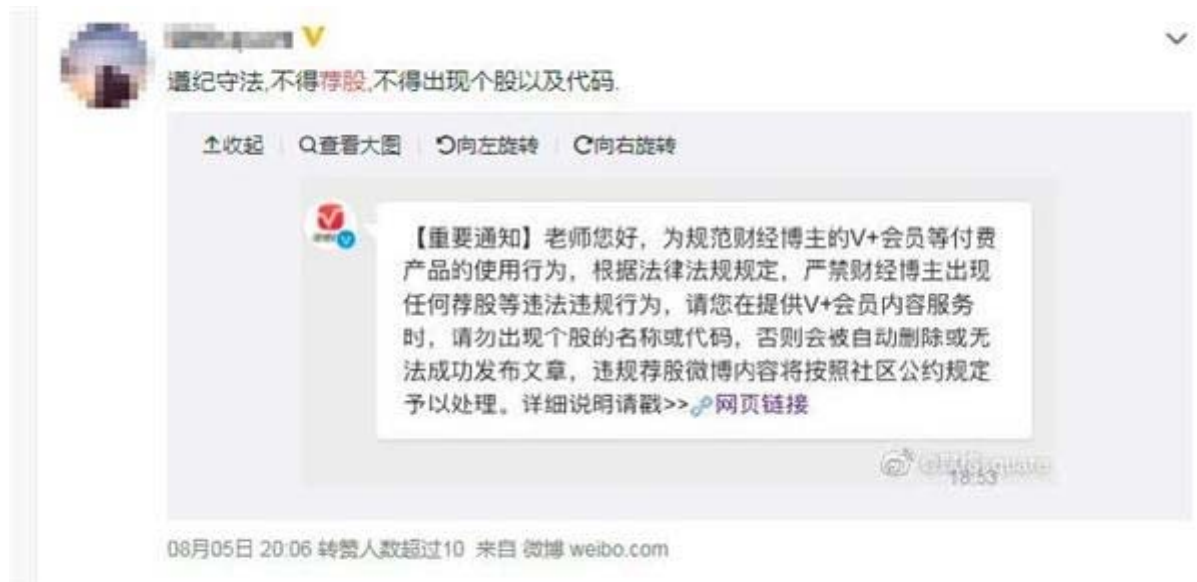 遵纪守法,不得荐股,不得出现个股以及代码.
收起 查看大图 向左旋转 向右旋转
【重要通知】老师您好，为规范财经博主的V+会员等付费
产品的使用行为，根据法律法规规定，严禁财经博主出现
任何荐股等违法违规行为，请您在提供V+会员内容服务
时，请勿出现个股的名称或代码，否则会被自动删除或无
法成功发布文章，违规荐股微博内容将按照社区公约规定
予以处理。详细说明请戳>>网页链接
18:53
08月05日 20:06 转赞人数超过10 来自 微博 weibo.com